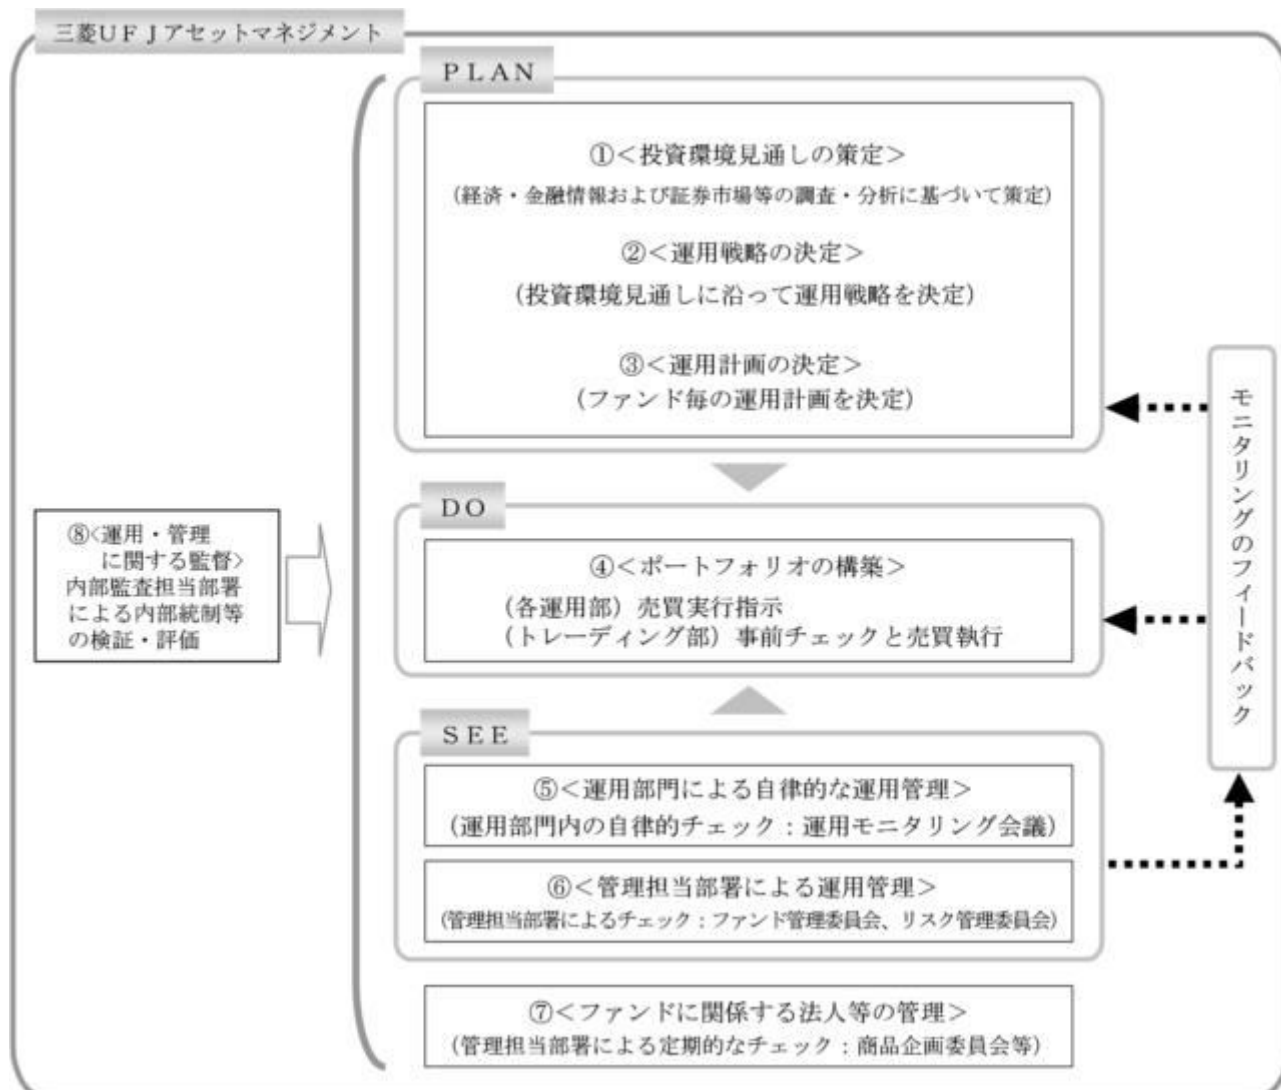 三菱ＵＦＪアセットマネジメント
ＰＬＡＮ
①＜投資環境見通しの策定＞
（経済・金融情報および証券市場等の調査・分析に基づいて策定）
②＜運用戦略の決定＞
（投資環境見通しに沿って運用戦略を決定）
③＜運用計画の決定＞
（ファンド毎の運用計画を決定）
ＤＯ
④＜ポートフォリオの構築＞
（各運用部）売買実行指示
（トレーディング部）事前チェックと売買執行
ＳＥＥ
⑤＜運用部門による自律的な運用管理＞
（運用部門内の自律的チェック：運用モニタリング会議）
⑥＜管理担当部署による運用管理＞
（管理担当部署によるチェック：ファンド管理委員会、リスク管理委員会）
⑦＜ファンドに関係する法人等の管理＞
（管理担当部署による定期的なチェック：商品企画委員会等）
⑧<運用・管理
に関する監督>
内部監査担当部署
による内部統制等
の検証・評価
モニタリングのフィードバック